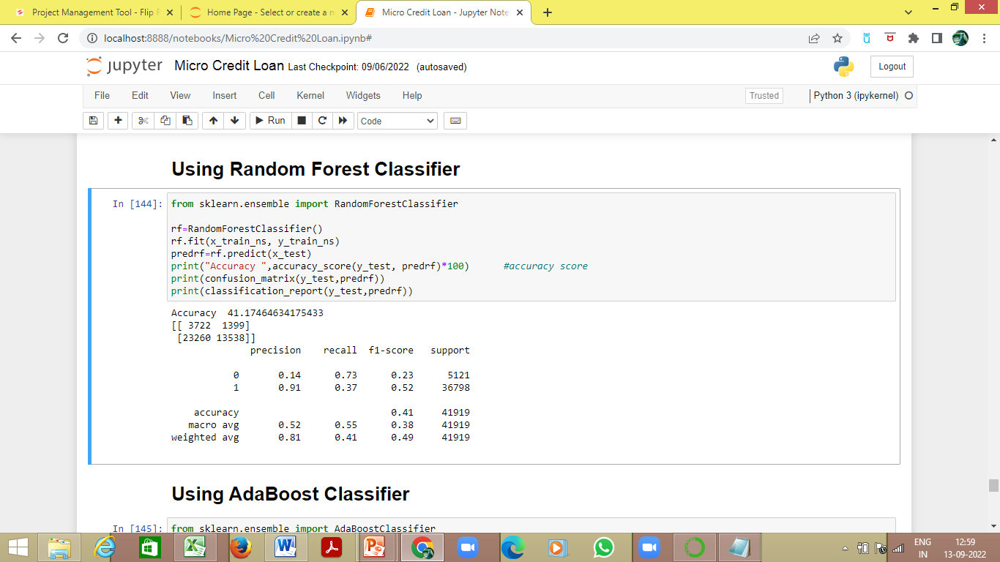 Project Management Tool - Flip
Home Page - Select or create a n
Micro Credit Loan - Jupyter Note
localhost:8888/notebooks/Micro%20Credit%20Loan.ipynb#
jupyter Micro Credit Loan Last Checkpoint: 09/06/2022 (autosaved)
Logout
File Edit View Insert Cell Kernel Widgets Help
Trusted
Python 3 (ipykernel)
Run
Code
Using Random Forest Classifier
In [144]: from sklearn.ensemble import RandomForestClassifier
rf=RandomForestClassifier()
rf.fit(x_train_ns, y_train_ns)
predrf=rf.predict(x_test)
print("Accuracy ",accuracy_score(y_test, predrf)*100) #accuracy score
print(confusion_matrix(y_test,predrf))
print(classification_report(y_test,predrf))
Accuracy 41.17464634175433
[[ 3722 1399]
[23260 13538]]
precision recall f1-score support
0 0.14 0.73 0.23 5121
1 0.91 0.37 0.52 36798
accuracy 0.41 41919
macro avg 0.52 0.55 0.38 41919
weighted avg 0.81 0.41 0.49 41919
Using AdaBoost Classifier
In [145]: from sklearn.ensemble import AdaBoostClassifier
ENG 12:59
IN 13-09-2022